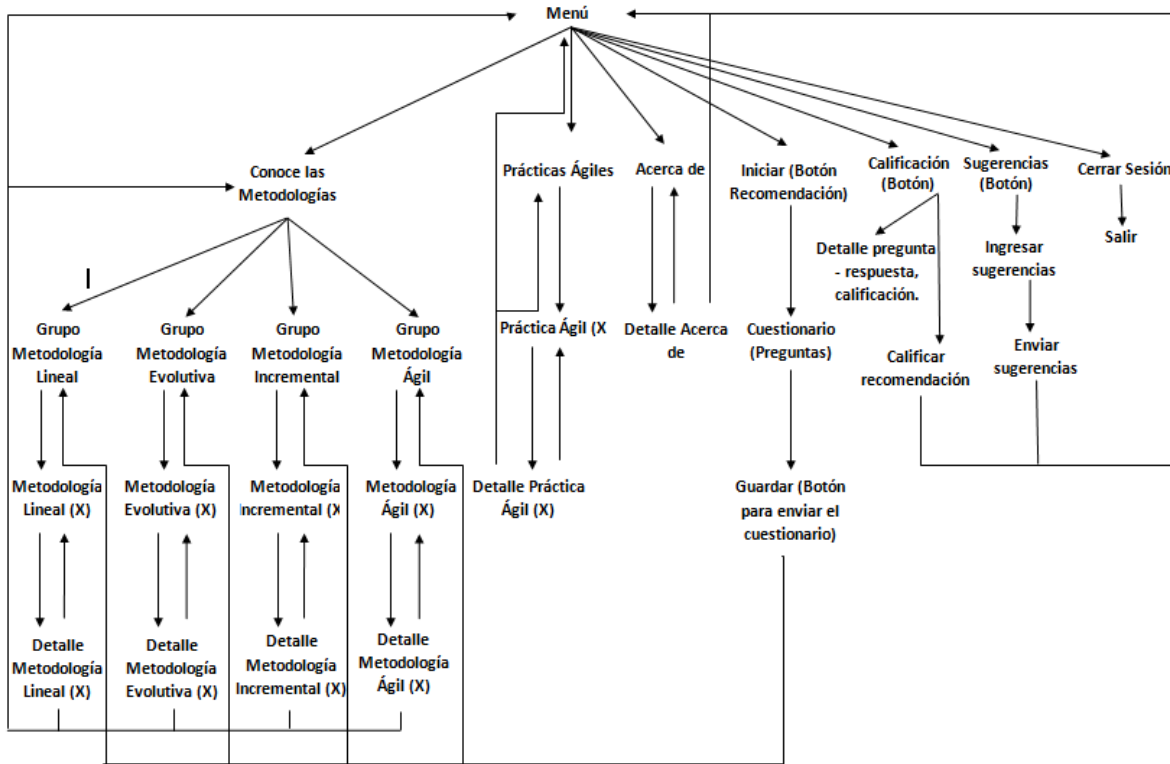 Menú
Conoce las
Metodologías
Prácticas Ágiles
Acerca de
Iniciar (Botón
Recomendación)
Calificación
(Botón)
Sugerencias
(Botón)
Cerrar Sesión
Detalle pregunta
- respuesta,
calificación.
Ingresar
sugerencias
Salir
Grupo
Metodología
Lineal
Grupo
Metodología
Evolutiva
Grupo
Metodología
Incremental
Grupo
Metodología
Ágil
Práctica Ágil (X
Detalle Acerca
de
Cuestionario
(Preguntas)
Calificar
recomendación
Enviar
sugerencias
Metodología
Lineal (X)
Metodología
Evolutiva (X)
Metodología
Incremental (X
Metodología
Ágil (X)
Detalle Práctica
Ágil (X)
Guardar (Botón
para enviar el
cuestionario)
Detalle
Metodología
Lineal (X)
Detalle
Metodología
Evolutiva (X)
Detalle
Metodología
Incremental (X)
Detalle
Metodología
Ágil (X)